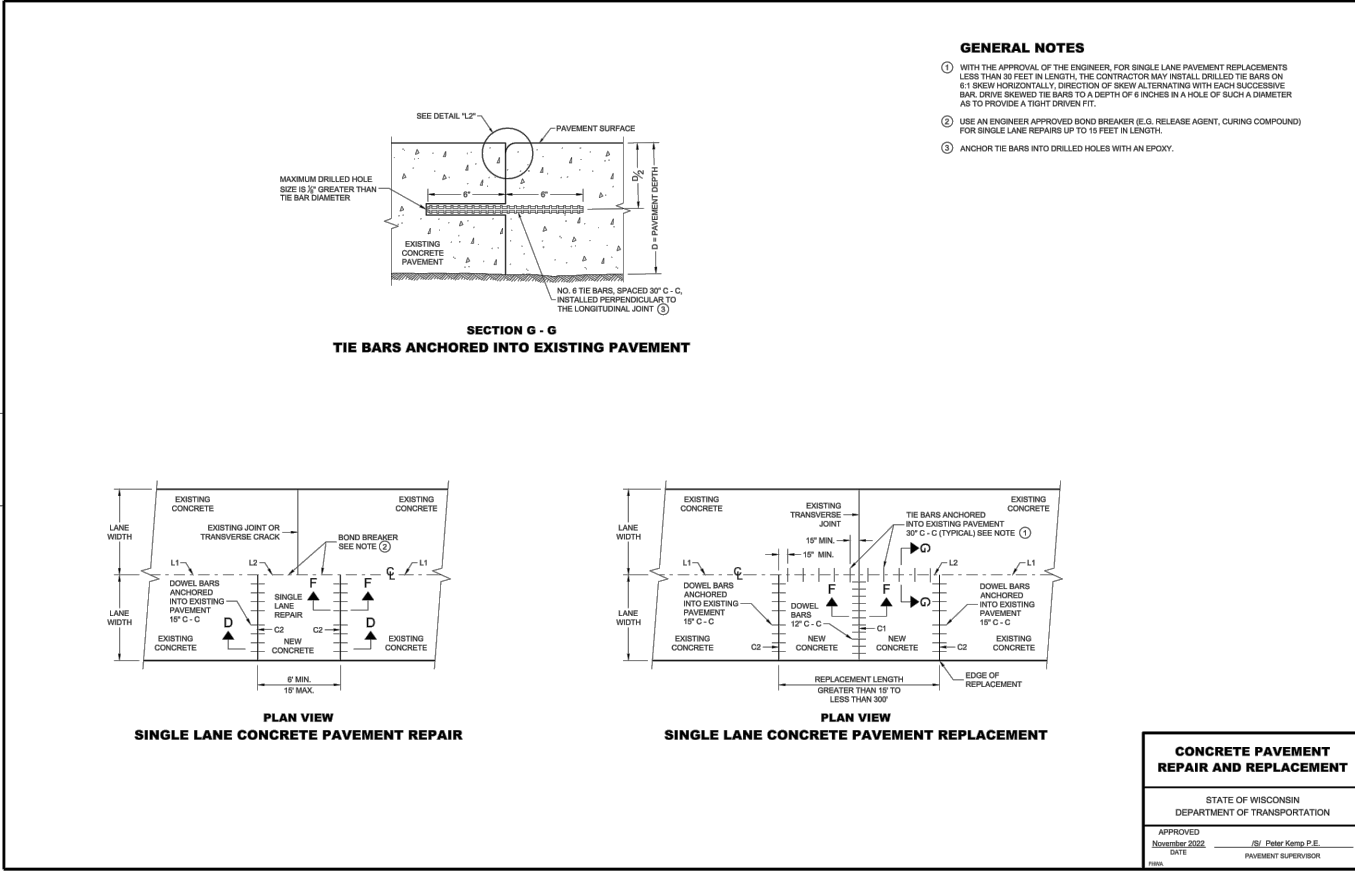 GENERAL NOTES
① WITH THE APPROVAL OF THE ENGINEER, FOR SINGLE LANE PAVEMENT REPLACEMENTS
LESS THAN 30 FEET IN LENGTH, THE CONTRACTOR MAY INSTALL DRILLED TIE BARS ON
6:1 SKEW HORIZONTALLY, DIRECTION OF SKEW ALTERNATING WITH EACH SUCCESSIVE
BAR. DRIVE SKEWED TIE BARS TO A DEPTH OF 6 INCHES IN A HOLE OF SUCH A DIAMETER
AS TO PROVIDE A TIGHT DRIVEN FIT.
② USE AN ENGINEER APPROVED BOND BREAKER (E.G. RELEASE AGENT, CURING COMPOUND)
FOR SINGLE LANE REPAIRS UP TO 15 FEET IN LENGTH.
③ ANCHOR TIE BARS INTO DRILLED HOLES WITH AN EPOXY.
SEE DETAIL "L2"
PAVEMENT SURFACE
MAXIMUM DRILLED HOLE
SIZE IS ⅛" GREATER THAN
TIE BAR DIAMETER
6"
6"
D/2
D = PAVEMENT DEPTH
EXISTING
CONCRETE
PAVEMENT
NO. 6 TIE BARS, SPACED 30" C - C,
INSTALLED PERPENDICULAR TO
THE LONGITUDINAL JOINT ③
SECTION G - G
TIE BARS ANCHORED INTO EXISTING PAVEMENT
LANE
WIDTH
LANE
WIDTH
EXISTING
CONCRETE
EXISTING
CONCRETE
EXISTING JOINT OR
TRANSVERSE CRACK
BOND BREAKER
SEE NOTE ②
L1
L2
L1
CL
DOWEL BARS
ANCHORED
INTO EXISTING
PAVEMENT
15" C - C
F
F
SINGLE
LANE
REPAIR
D
D
C2
C2
EXISTING
CONCRETE
NEW
CONCRETE
EXISTING
CONCRETE
6' MIN.
15' MAX.
PLAN VIEW
SINGLE LANE CONCRETE PAVEMENT REPAIR
LANE
WIDTH
LANE
WIDTH
EXISTING
CONCRETE
EXISTING
TRANSVERSE
JOINT
EXISTING
CONCRETE
TIE BARS ANCHORED
INTO EXISTING PAVEMENT
30" C - C (TYPICAL) SEE NOTE ①
15" MIN.
15" MIN.
G
G
L1
CL
L2
L1
DOWEL BARS
ANCHORED
INTO EXISTING
PAVEMENT
15" C - C
F
F
DOWEL
BARS
12" C - C
DOWEL BARS
ANCHORED
INTO EXISTING
PAVEMENT
15" C - C
C1
C2
C2
EXISTING
CONCRETE
NEW
CONCRETE
NEW
CONCRETE
EXISTING
CONCRETE
REPLACEMENT LENGTH
GREATER THAN 15' TO
LESS THAN 300'
EDGE OF
REPLACEMENT
PLAN VIEW
SINGLE LANE CONCRETE PAVEMENT REPLACEMENT
CONCRETE PAVEMENT
REPAIR AND REPLACEMENT
STATE OF WISCONSIN
DEPARTMENT OF TRANSPORTATION
APPROVED
November 2022 /S/ Peter Kemp P.E.
DATE PAVEMENT SUPERVISOR
FHWA